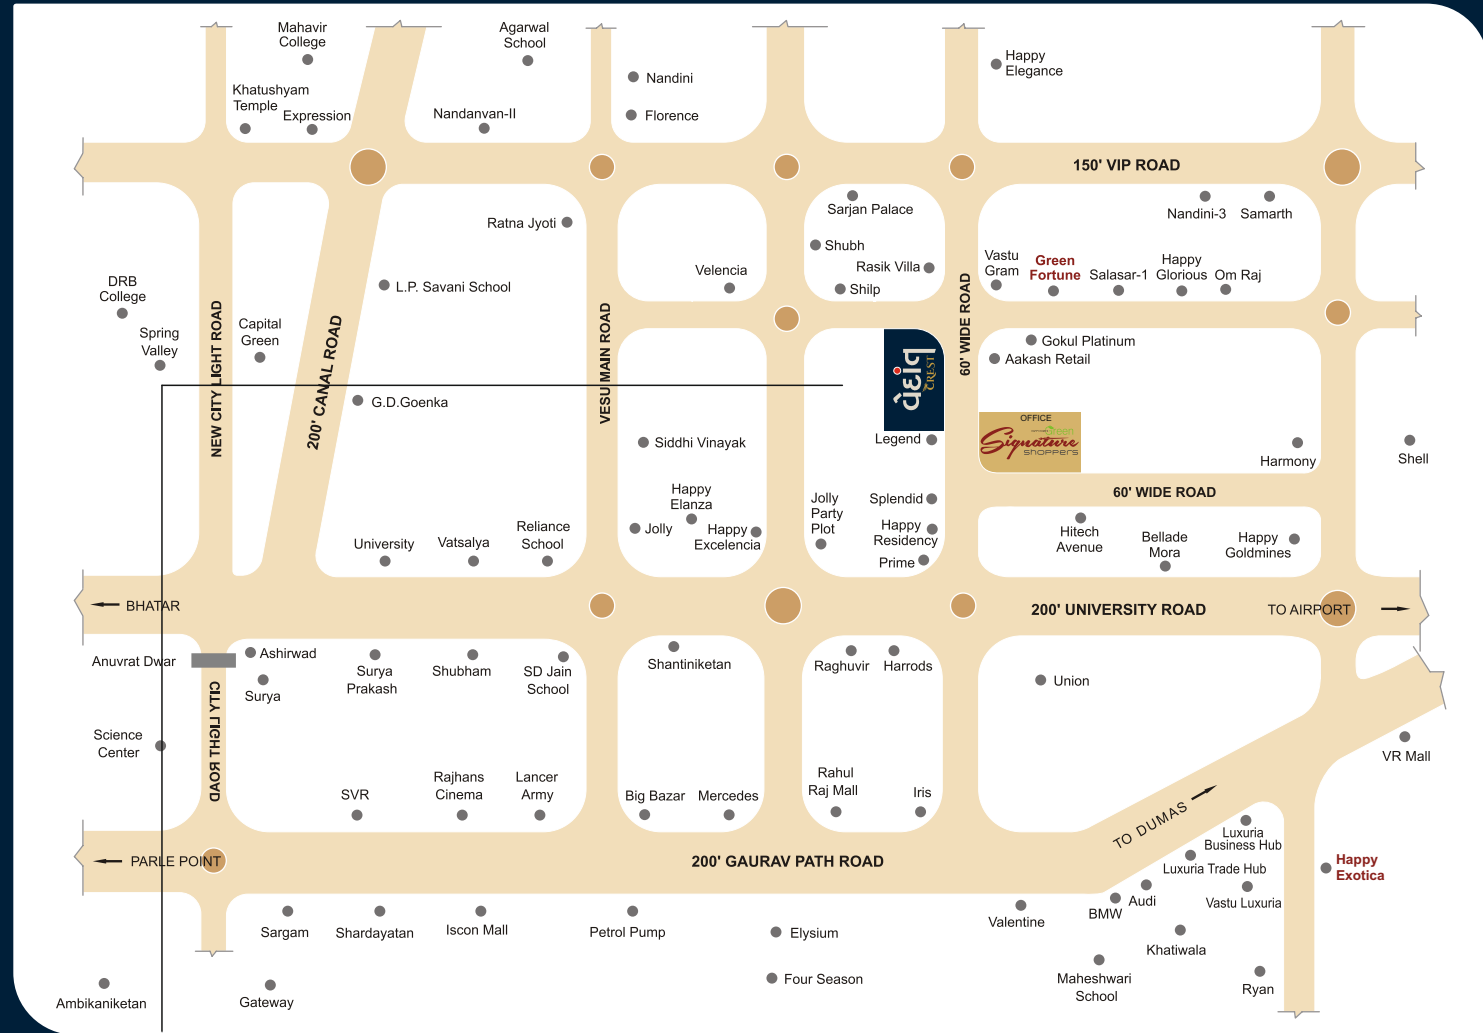 Mahavir
College
Agarwal
School
Happy
Elegance
Nandini
Khatushyam
Temple
Expression
Nandanvan-II
Florence
150' VIP ROAD
Ratna Jyoti
Sarjan Palace
Nandini-3
Samarth
Shubh
Rasik Villa
Shilp
Velencia
Vastu
Gram
Green
Fortune
Salasar-1
Happy
Glorious
Om Raj
DRB
College
Spring
Valley
NEW CITY LIGHT ROAD
Capital
Green
200' CANAL ROAD
L.P. Savani School
VESU MAIN ROAD
60' WIDE ROAD
Gokul Platinum
Aakash Retail
G.D.Goenka
CREST
OFFICE
green
Signature
SHOPPERS
Siddhi Vinayak
Legend
Harmony
Shell
Happy
Elanza
Jolly
Happy
Excelencia
Jolly
Party
Plot
Splendid
Happy
Residency
Prime
60' WIDE ROAD
Hitech
Avenue
Bellade
Mora
Happy
Goldmines
University
Vatsalya
Reliance
School
BHATAR
200' UNIVERSITY ROAD
TO AIRPORT
Anuvrat Dwar
Ashirwad
Surya
Surya
Prakash
Shubham
SD Jain
School
Shantiniketan
Raghuvir
Harrods
Union
CITY LIGHT ROAD
Science
Center
VR Mall
SVR
Rajhans
Cinema
Lancer
Army
Big Bazar
Mercedes
Rahul
Raj Mall
Iris
TO DUMAS
PARLE POINT
200' GAURAV PATH ROAD
Luxuria
Business Hub
Luxuria Trade Hub
Vastu Luxuria
Happy
Exotica
Audi
BMW
Khatiwala
Sargam
Shardayatan
Iscon Mall
Petrol Pump
Elysium
Valentine
Four Season
Maheshwari
School
Ryan
Ambikaniketan
Gateway